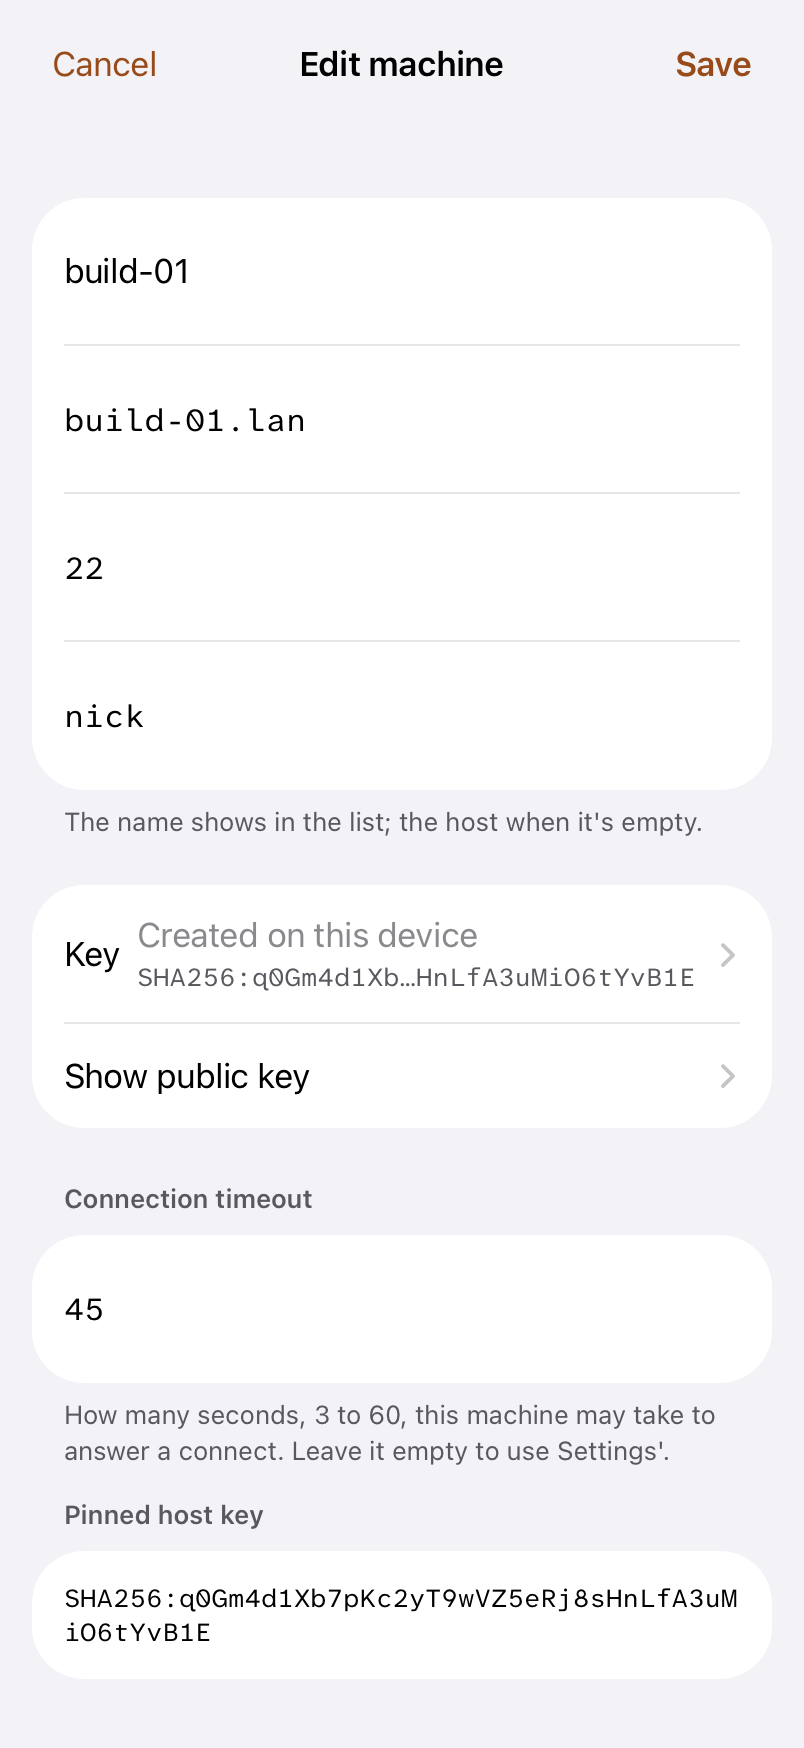 Cancel
Edit machine
Save
build-01
build-01.lan
22
nick
The name shows in the list; the host when it's empty.
Key
Created on this device
SHA256:q0Gm4d1Xb…HnLfA3uMiO6tYvB1E
Show public key
Connection timeout
45
How many seconds, 3 to 60, this machine may take to
answer a connect. Leave it empty to use Settings'.
Pinned host key
SHA256:q0Gm4d1Xb7pKc2yT9wVZ5eRj8sHnLfA3uM
iO6tYvB1E